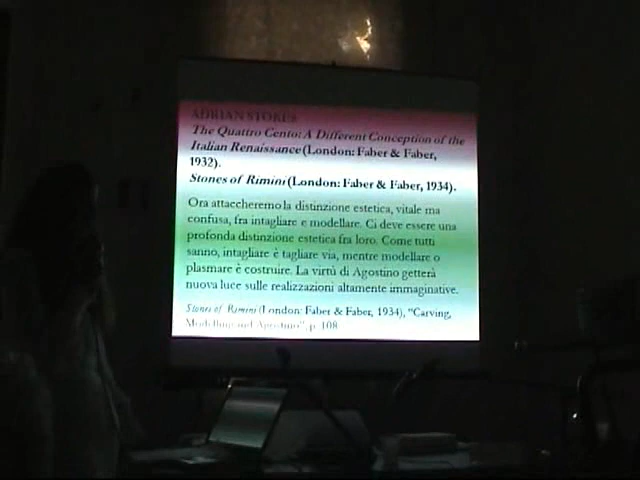 ADRIAN STOKES
The Quattro Cento: A Different Conception of the
Italian Renaissance (London: Faber & Faber,
1932).
Stones of Rimini (London: Faber & Faber, 1934).
Ora attaccheremo la distinzione estetica, vitale ma
confusa, fra intagliare e modellare. Ci deve essere una
profonda distinzione estetica fra loro. Come tutti
sanno, intagliare è tagliare via, mentre modellare o
plasmare è costruire. La virtù di Agostino getterà
nuova luce sulle realizzazioni altamente immaginative.
Stones of Rimini (London: Faber & Faber, 1934), "Carving,
Modelling and Agostino", p. 108